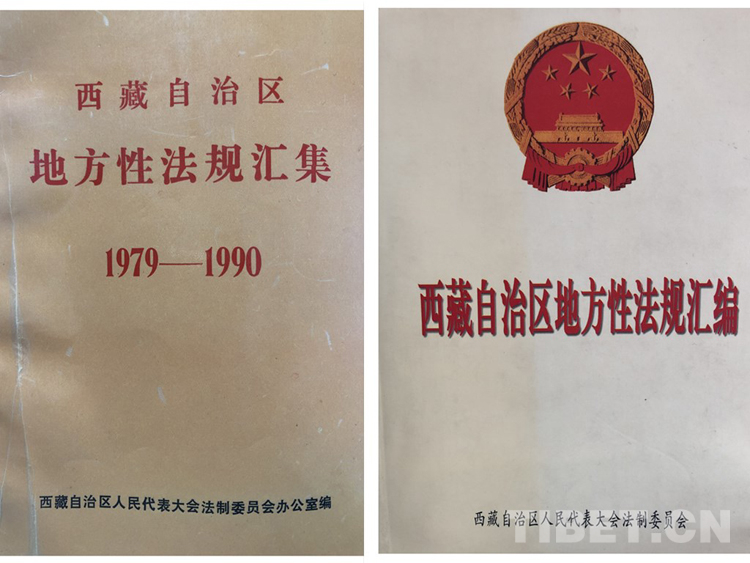 西藏自治区
地方性法规汇集
1979—1990
西藏自治区人民代表大会法制委员会办公室编
西藏自治区地方性法规汇编
西藏自治区人民代表大会法制委员会
TIBET.CN